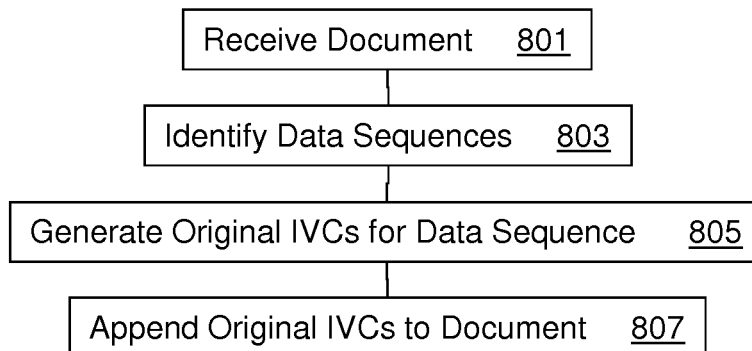 Receive Document 801
Identify Data Sequences 803
Generate Original IVCs for Data Sequence 805
Append Original IVCs to Document 807